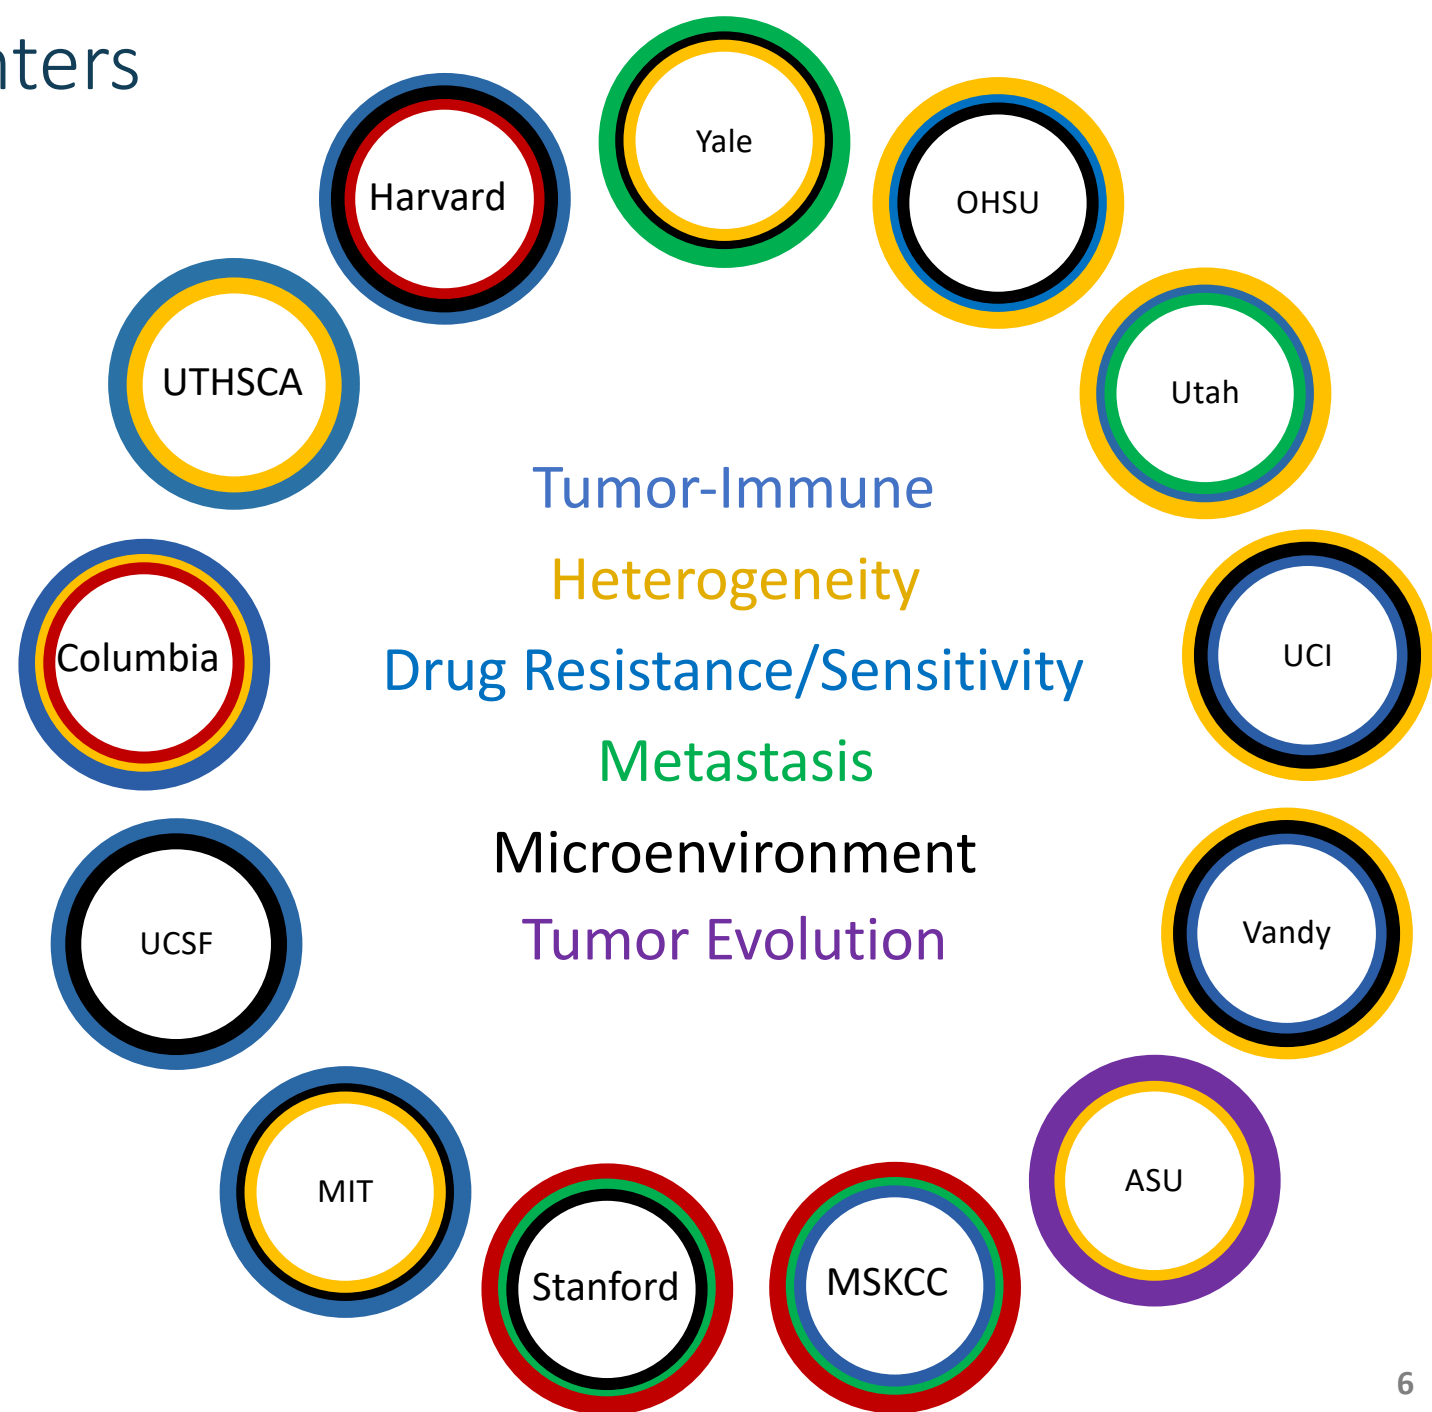 nters
Yale
Harvard
OHSU
UTHSCA
Utah
Tumor-Immune
Heterogeneity
Drug Resistance/Sensitivity
Metastasis
Microenvironment
Tumor Evolution
Columbia
UCI
UCSF
Vandy
MIT
ASU
Stanford
MSKCC
6